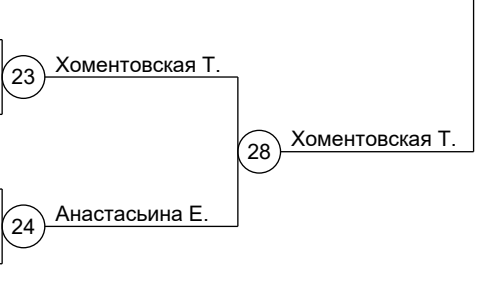 23 Хоментовская Т.
28 Хоментовская Т.
24 Анастасьина Е.